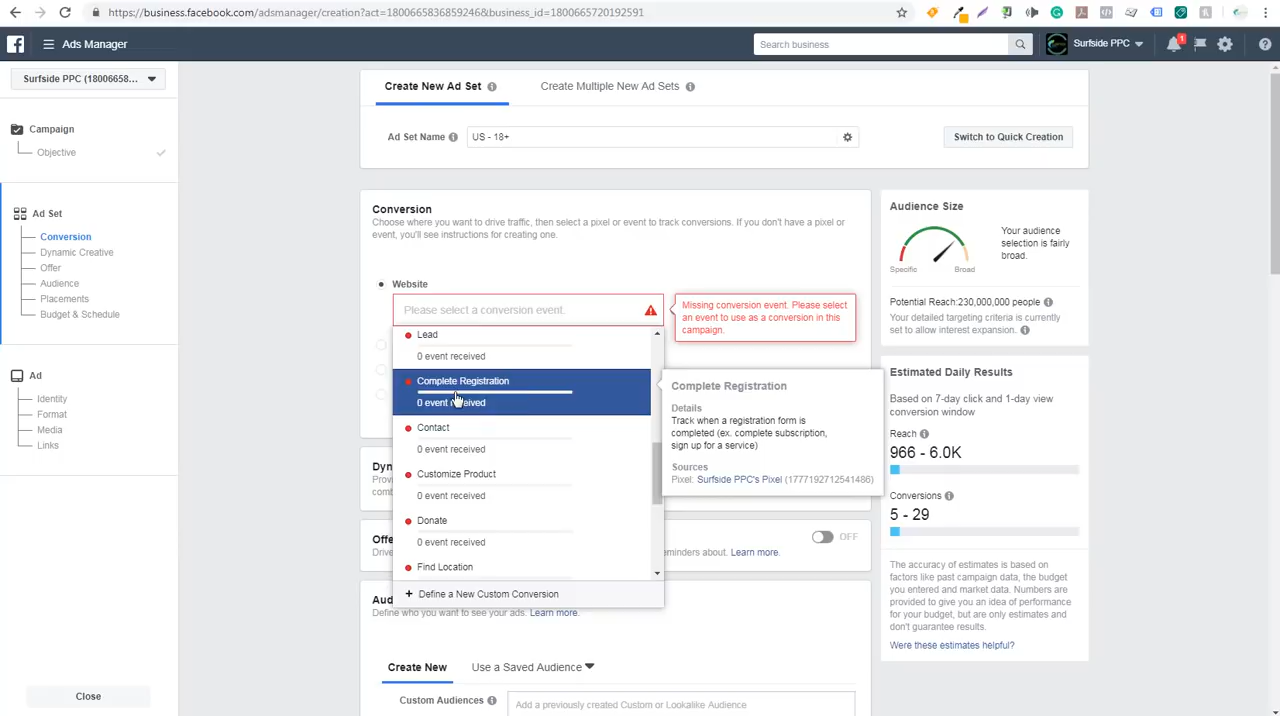 https://business.facebook.com/adsmanager/creation?act=1800665836859246&business_id=1800665720192591
Ads Manager
Search business
Surfside PPC
1
Surfside PPC (18006658...
Campaign
Objective
Ad Set
Conversion
Dynamic Creative
Offer
Audience
Placements
Budget & Schedule
Ad
Identity
Format
Media
Links
Close
Create New Ad Set
Create Multiple New Ad Sets
Ad Set Name
US - 18+
Switch to Quick Creation
Conversion
Choose where you want to drive traffic, then select a pixel or event to track conversions. If you don't have a pixel or
event, you'll see instructions for creating one.
Website
Please select a conversion event.
Missing conversion event. Please select
an event to use as a conversion in this
campaign.
Lead
0 event received
Complete Registration
0 event received
Contact
0 event received
Customize Product
0 event received
Donate
0 event received
Find Location
+ Define a New Custom Conversion
Complete Registration
Details
Track when a registration form is
completed (ex. complete subscription,
sign up for a service)
Sources
Pixel: Surfside PPC's Pixel (1777192712541486)
Dyn
Provi
comb
Offe
OFF
Drive
eminders about. Learn more.
Aud
Define who you want to see your ads. Learn more.
Create New
Use a Saved Audience
Custom Audiences
Add a previously created Custom or Lookalike Audience
Audience Size
Your audience
selection is fairly
broad.
Specific
Broad
Potential Reach:230,000,000 people
Your detailed targeting criteria is currently
set to allow interest expansion.
Estimated Daily Results
Based on 7-day click and 1-day view
conversion window
Reach
966 - 6.0K
Conversions
5 - 29
The accuracy of estimates is based on
factors like past campaign data, the budget
you entered and market data. Numbers are
provided to give you an idea of performance
for your budget, but are only estimates and
don't guarantee results.
Were these estimates helpful?